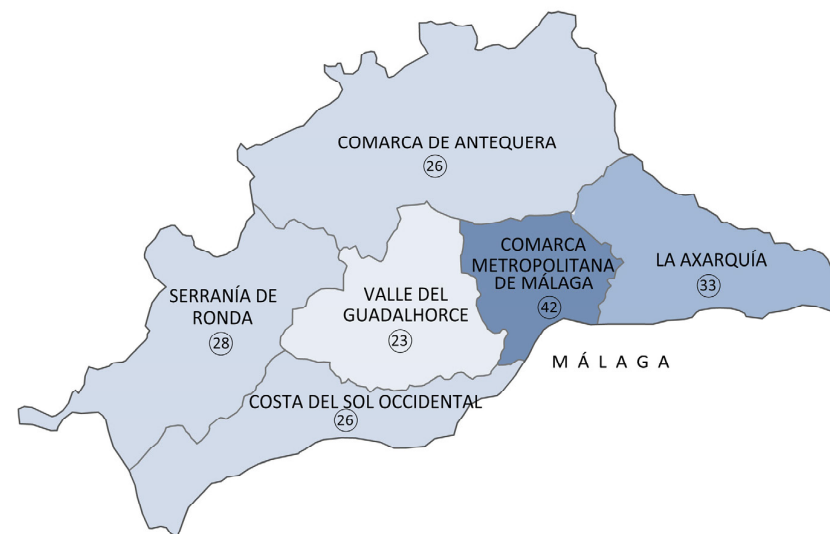 COMARCA DE ANTEQUERA
26
COMARCA
METROPOLITANA
DE MÁLAGA
42
LA AXARQUÍA
33
SERRANÍA DE
RONDA
28
VALLE DEL
GUADALHORCE
23
MÁLAGA
COSTA DEL SOL OCCIDENTAL
26